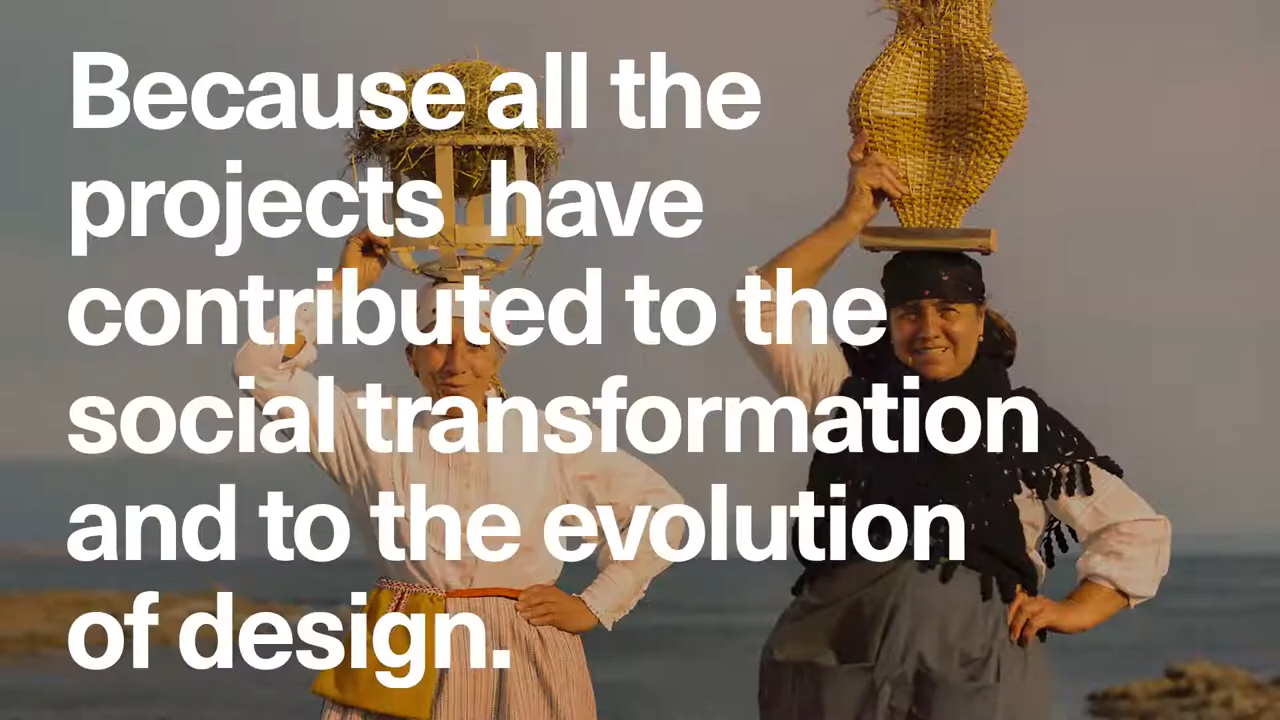 Because all the
projects  have
contributed to the
social transformation
and to the evolution
of design.